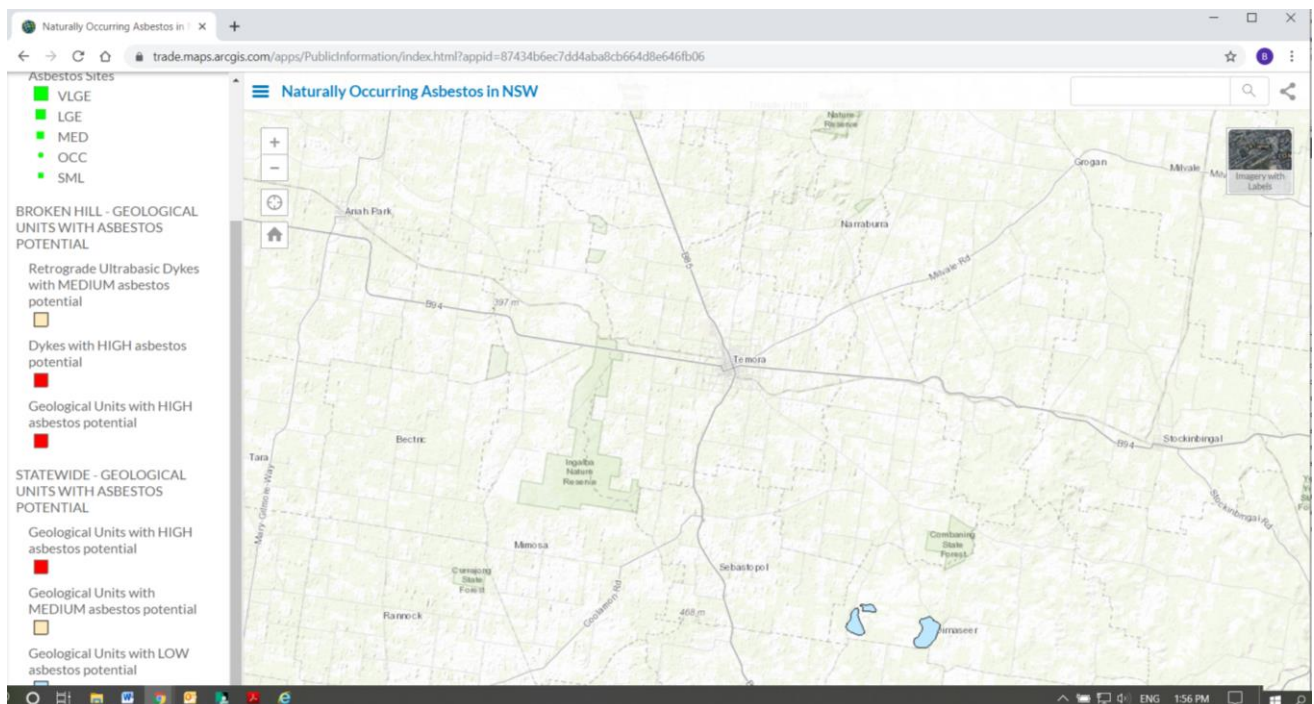 Naturally Occurring Asbestos in
trade.maps.arcgis.com/apps/PublicInformation/index.html?appid=87434b6ec7dd4aba8cb664d8e646fb06
B
Asbestos Sites
VLGE
LGE
MED
OCC
SML
BROKEN HILL - GEOLOGICAL
UNITS WITH ASBESTOS
POTENTIAL
Retrograde Ultrabasic Dykes
with MEDIUM asbestos
potential
Dykes with HIGH asbestos
potential
Geological Units with HIGH
asbestos potential
STATEWIDE - GEOLOGICAL
UNITS WITH ASBESTOS
POTENTIAL
Geological Units with HIGH
asbestos potential
Geological Units with
MEDIUM asbestos potential
Geological Units with LOW
asbestos potential
Naturally Occurring Asbestos in NSW
Imagery with
Labels
Nature
Reserve
Grogan
Milvale
Ariah Park
Narraburra
B85
Milvale Rd
B94
397 m
Temora
Bectric
Tara
Mary Gilmore Way
Ingalba
Nature
Reserve
B94
Stockinbingal
Stockinbingal Rd
Mimosa
Combaning
State
Forest
Sebastopol
State
Forest
Rannock
Coolamon Rd
468 m
ENG
1:56 PM